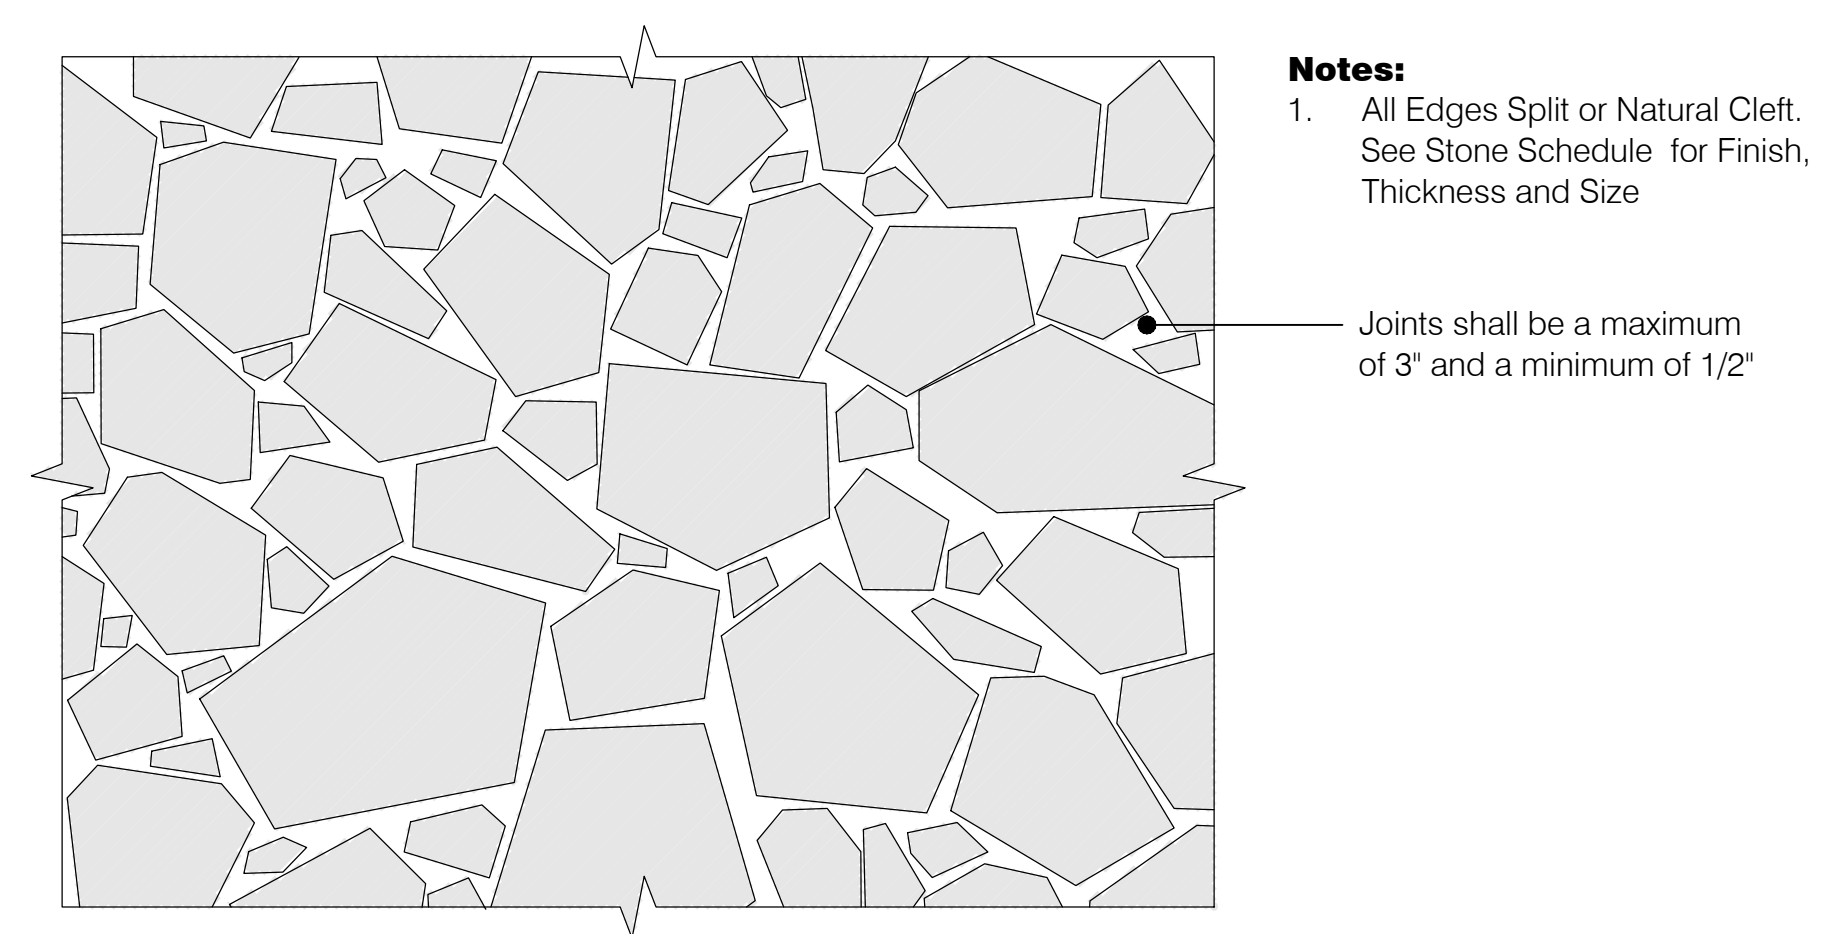 Notes:
1. All Edges Split or Natural Cleft.
See Stone Schedule  for Finish,
Thickness and Size
Joints shall be a maximum
of 3" and a minimum of 1/2"